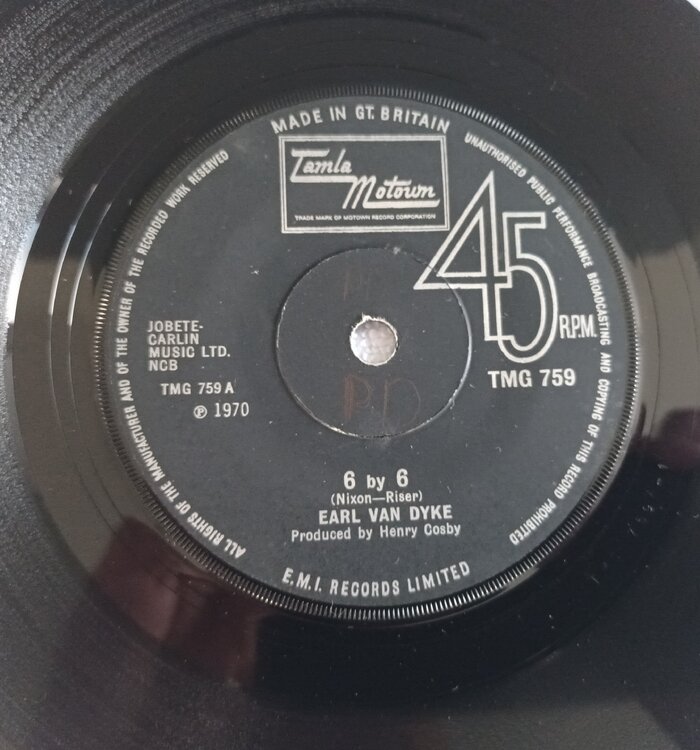 MADE IN GT. BRITAIN
UNAUTHORISED PUBLIC PERFORMANCE BROADCASTING AND COPYING OF THIS RECORD PROHIBITED
ALL RIGHTS OF THE MANUFACTURER AND OF THE OWNER OF THE RECORDED WORK RESERVED
Tamla
Motown
TRADE MARK OF MOTOWN RECORD CORPORATION
45
R.P.M.
JOBETE-
CARLIN
MUSIC LTD.
NCB
TMG 759
TMG 759 A
℗ 1970
PD
6 by 6
(Nixon—Riser)
EARL VAN DYKE
Produced by Henry Cosby
E.M.I. RECORDS LIMITED